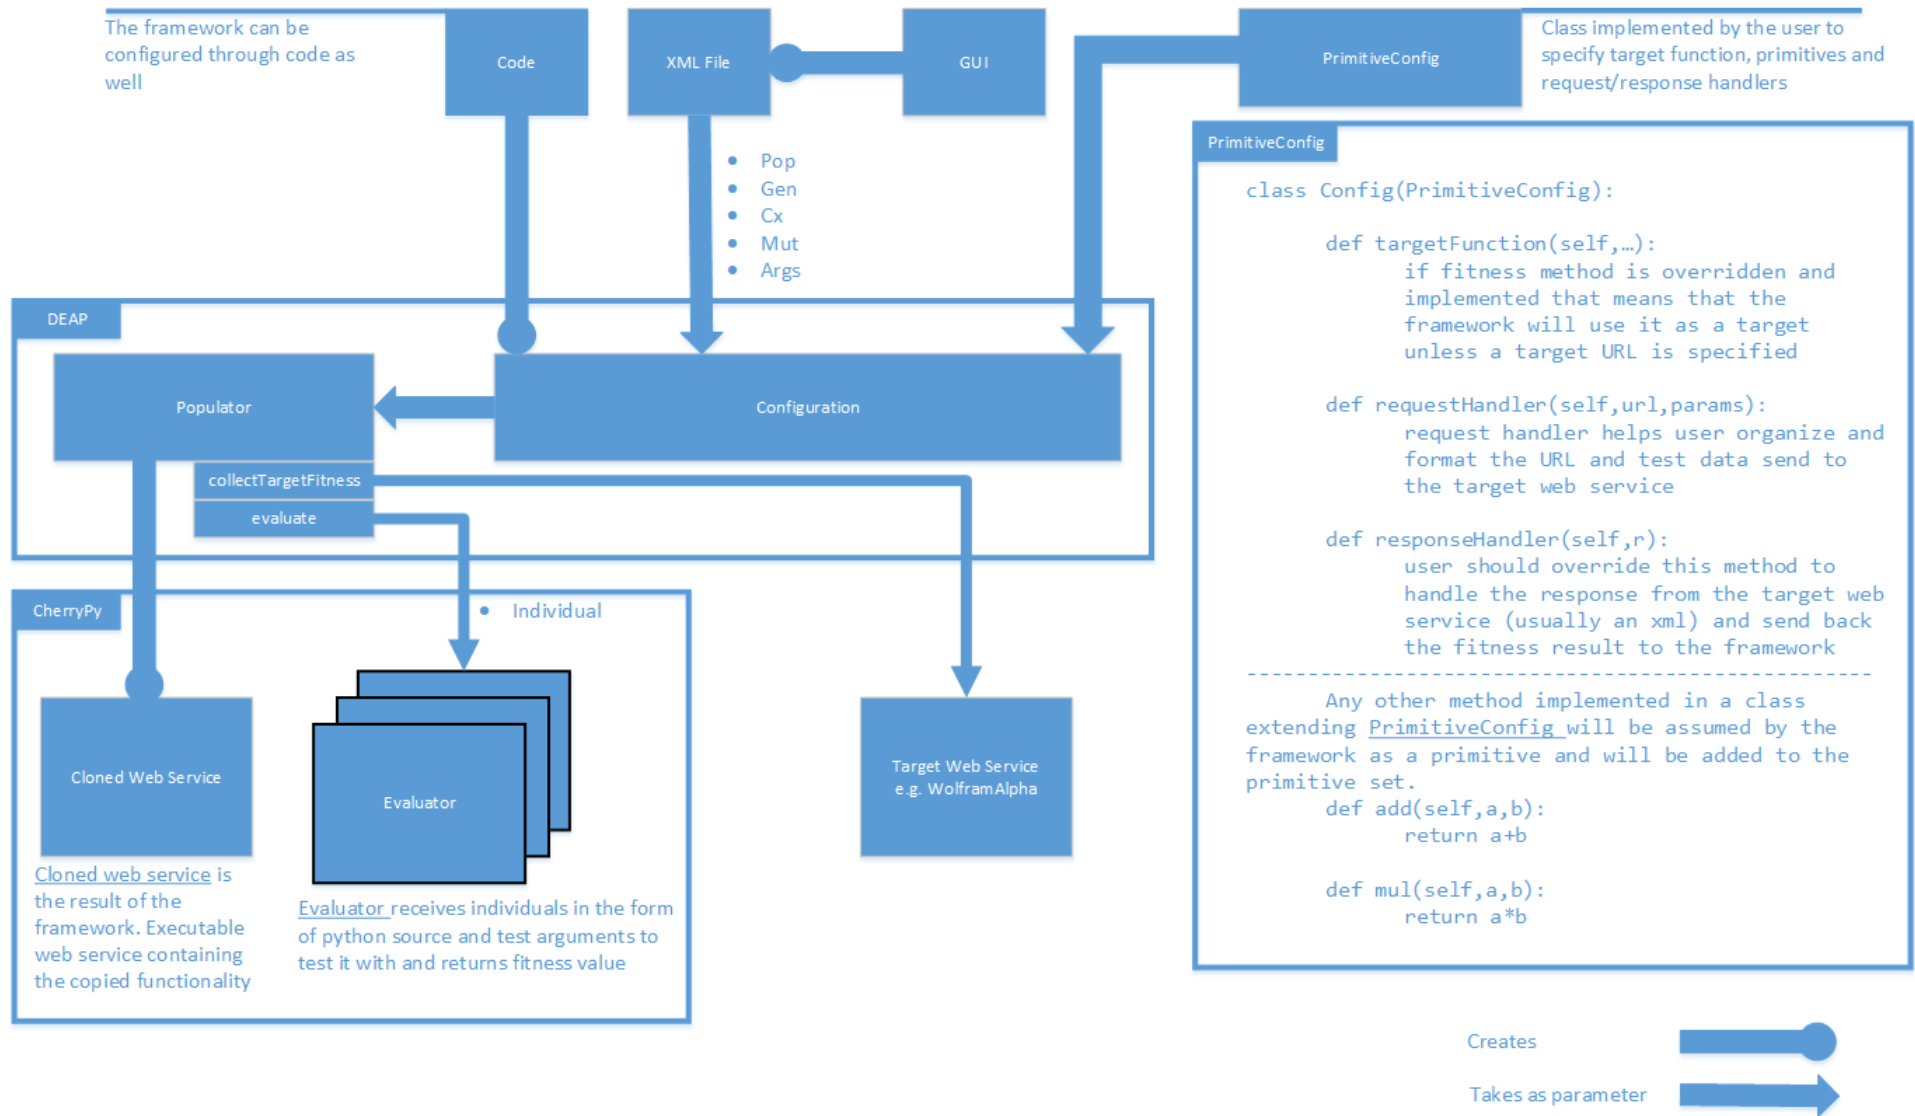 The framework can be
configured through code as
well
Code
XML File
GUI
PrimitiveConfig
Class implemented by the user to
specify target function, primitives and
request/response handlers
• Pop
• Gen
• Cx
• Mut
• Args
DEAP
Populator
Configuration
collectTargetFitness
evaluate
CherryPy
• Individual
Cloned Web Service
Evaluator
Target Web Service
e.g. WolframAlpha
Cloned web service is
the result of the
framework. Executable
web service containing
the copied functionality
Evaluator receives individuals in the form
of python source and test arguments to
test it with and returns fitness value
PrimitiveConfig
class Config(PrimitiveConfig):
def targetFunction(self,…):
if fitness method is overridden and
implemented that means that the
framework will use it as a target
unless a target URL is specified
def requestHandler(self,url,params):
request handler helps user organize and
format the URL and test data send to
the target web service
def responseHandler(self,r):
user should override this method to
handle the response from the target web
service (usually an xml) and send back
the fitness result to the framework
---------------------------------------------------
Any other method implemented in a class
extending PrimitiveConfig will be assumed by the
framework as a primitive and will be added to the
primitive set.
def add(self,a,b):
return a+b
def mul(self,a,b):
return a*b
Creates
Takes as parameter